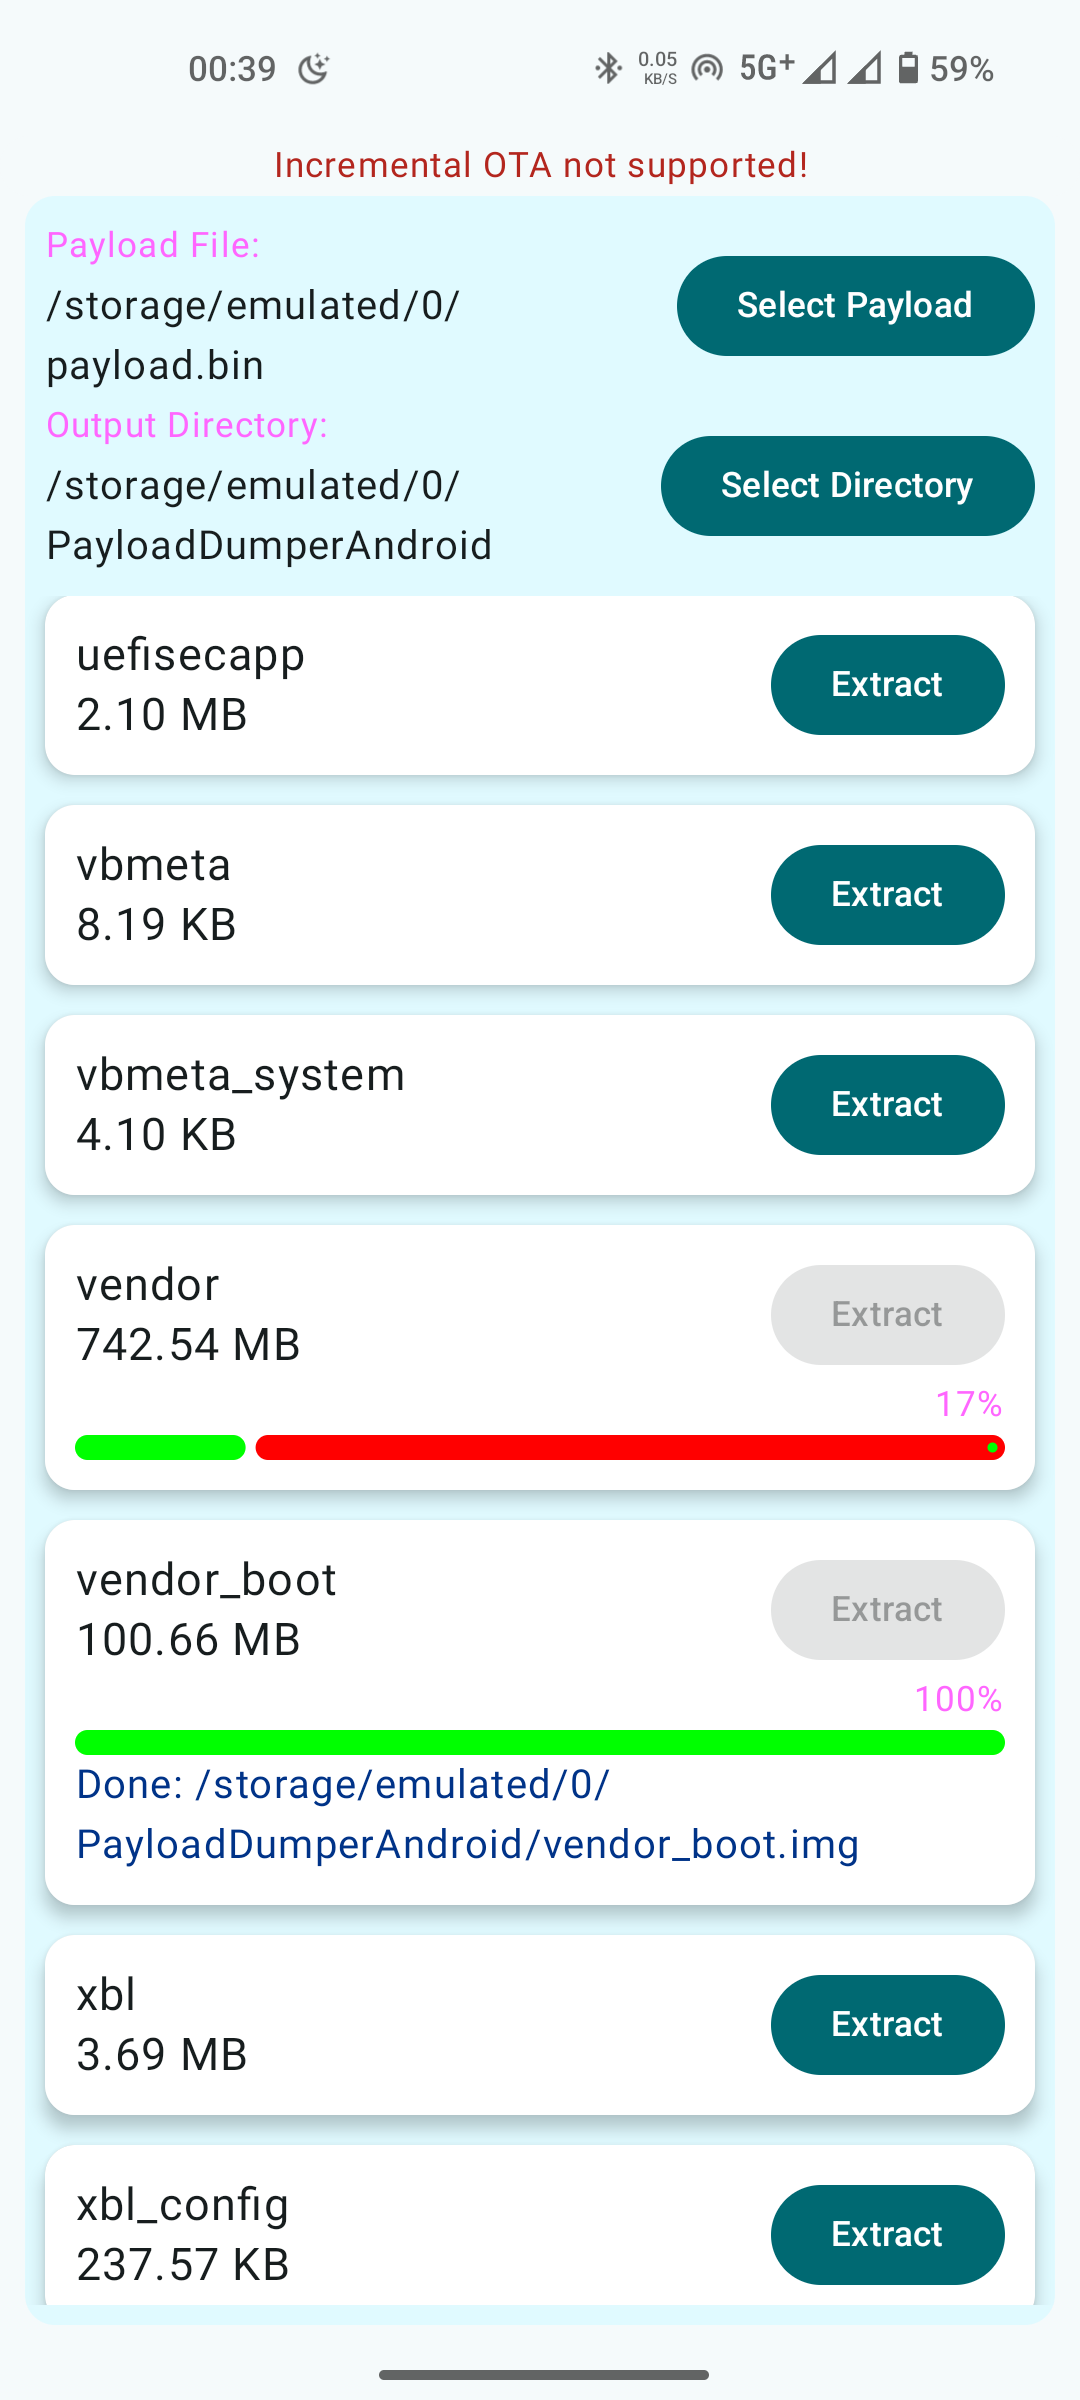 00:39 0.05 KB/S 5G+ 59%
Incremental OTA not supported!
Payload File:
/storage/emulated/0/
payload.bin
Select Payload
Output Directory:
/storage/emulated/0/
PayloadDumperAndroid
Select Directory
uefisecapp
2.10 MB
Extract
vbmeta
8.19 KB
Extract
vbmeta_system
4.10 KB
Extract
vendor
742.54 MB
Extract
17%
vendor_boot
100.66 MB
Extract
100%
Done: /storage/emulated/0/
PayloadDumperAndroid/vendor_boot.img
xbl
3.69 MB
Extract
xbl_config
237.57 KB
Extract